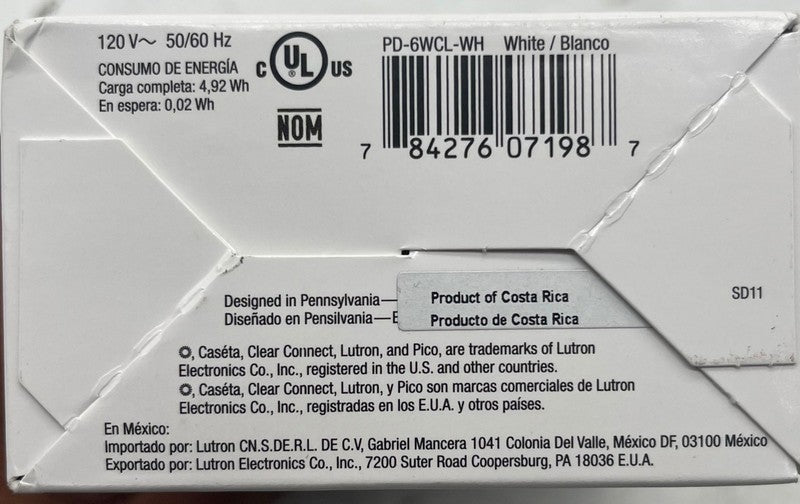 120 V~ 50/60 Hz
CONSUMO DE ENERGÍA
Carga completa: 4,92 Wh
En espera: 0,02 Wh
C UL ® US
NOM
PD-6WCL-WH White / Blanco
7 84276 07198 7
Designed in Pennsylvania—
Diseñado en Pensilvania—E
Product of Costa Rica
Producto de Costa Rica
SD11
, Caséta, Clear Connect, Lutron, and Pico, are trademarks of Lutron
Electronics Co., Inc., registered in the U.S. and other countries.
, Caséta, Clear Connect, Lutron, y Pico son marcas comerciales de Lutron
Electronics Co., Inc., registradas en los E.U.A. y otros países.
En México:
Importado por: Lutron CN.S.DE.R.L. DE C.V, Gabriel Mancera 1041 Colonia Del Valle, México DF, 03100 México
Exportado por: Lutron Electronics Co., Inc., 7200 Suter Road Coopersburg, PA 18036 E.U.A.